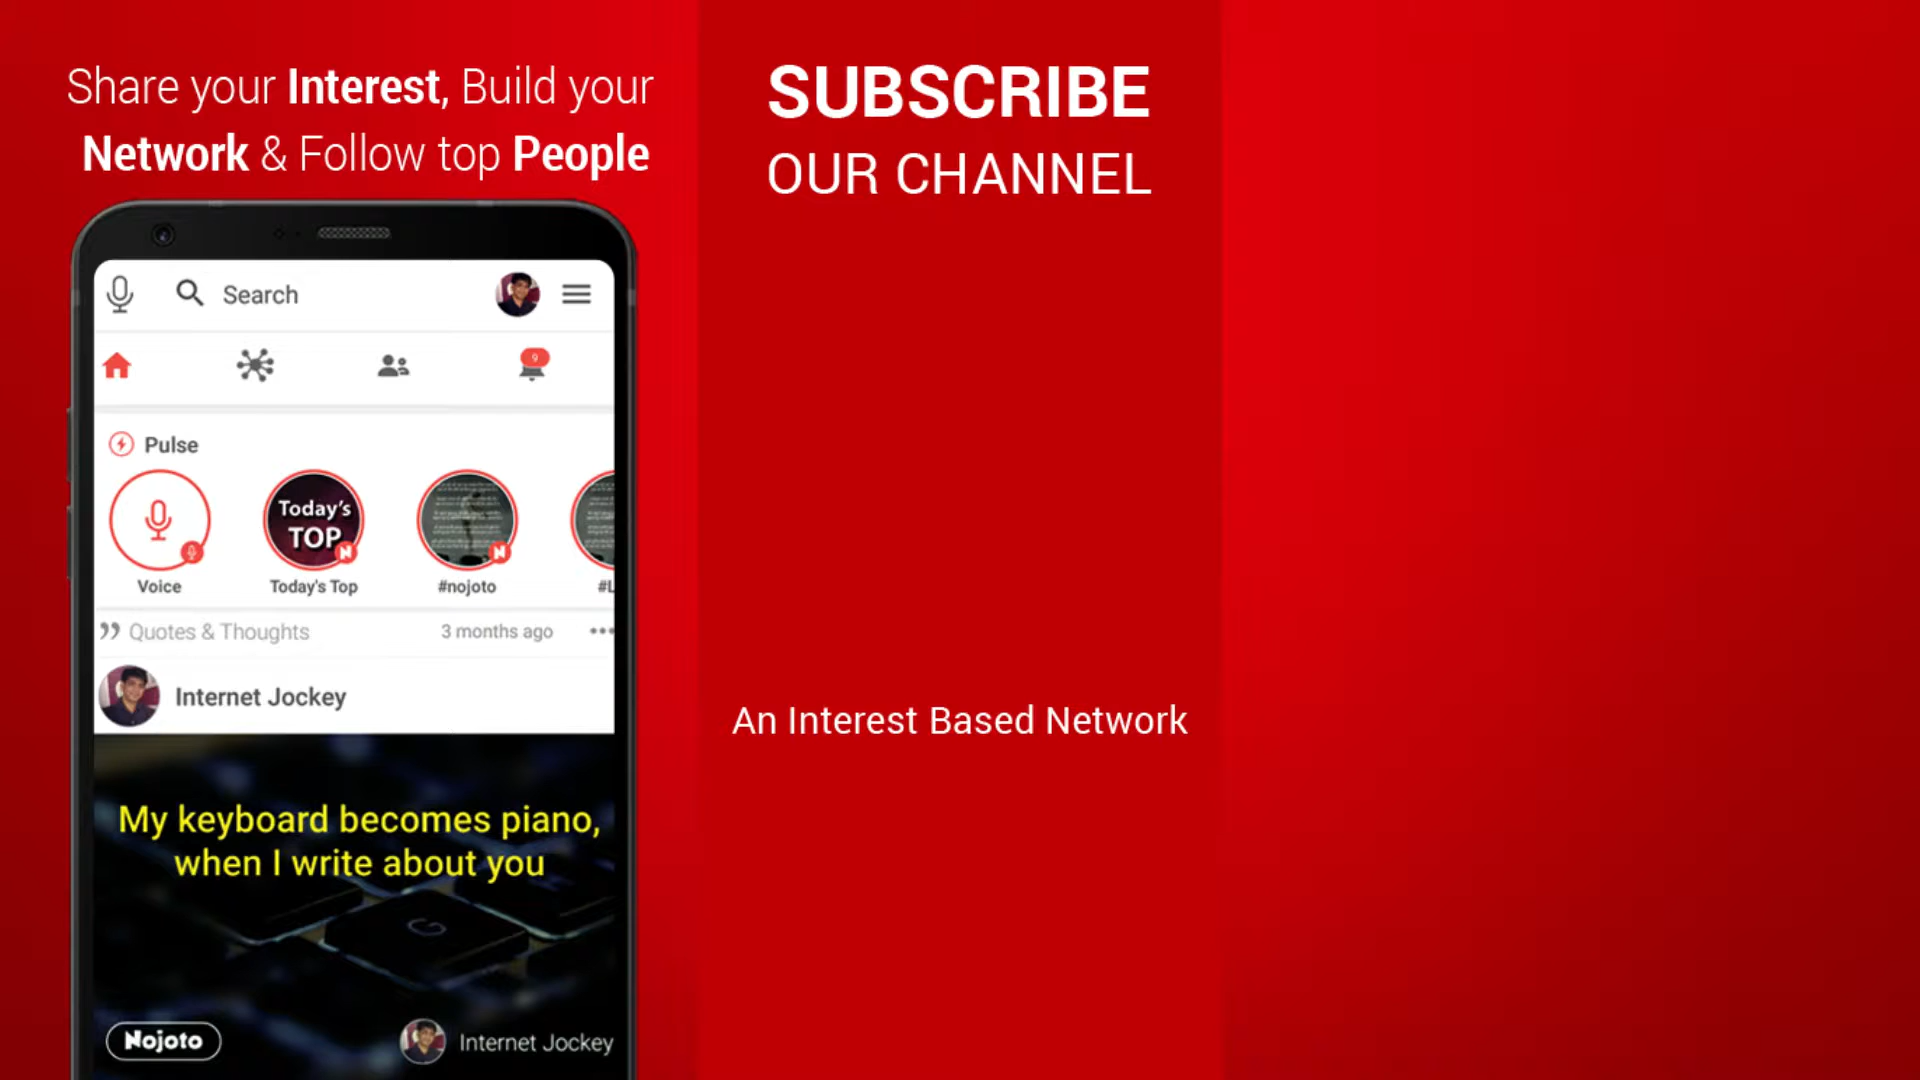 Share your Interest, Build your
Network & Follow top People
Search
9
Pulse
Today's
TOP
Voice
Today's Top
#nojoto
#L
Quotes & Thoughts
3 months ago
Internet Jockey
My keyboard becomes piano,
when I write about you
G
Nojoto
Internet Jockey
SUBSCRIBE
OUR CHANNEL
An Interest Based Network